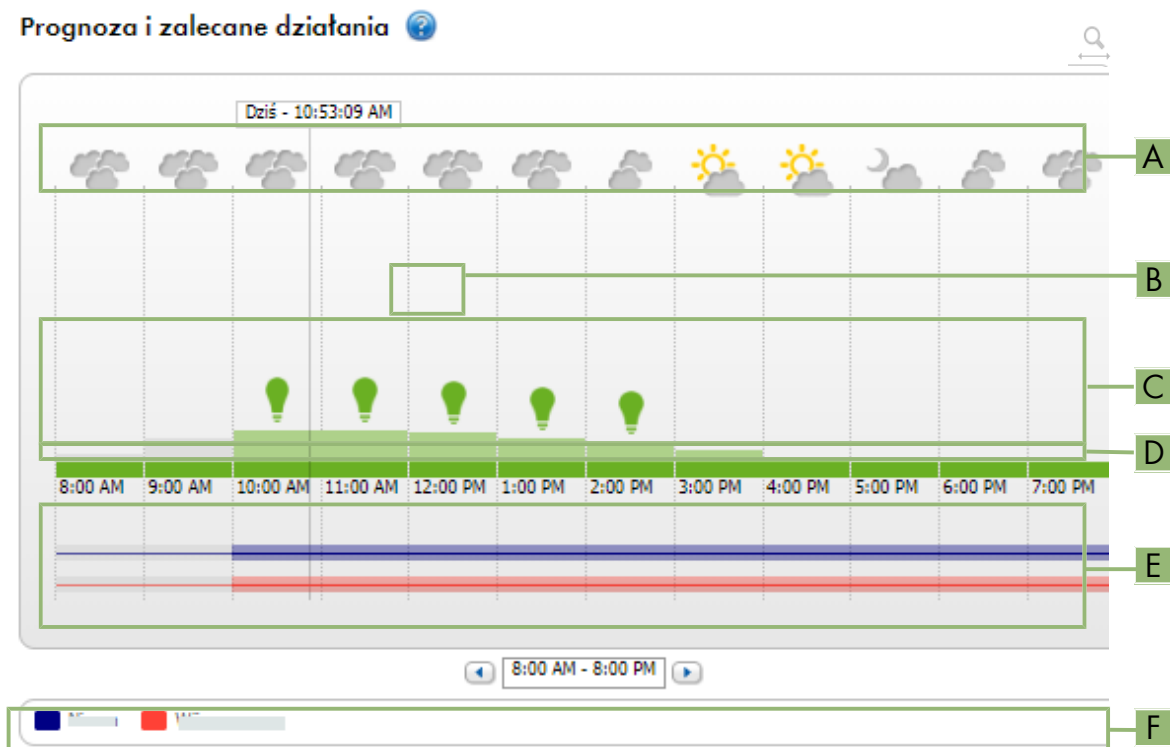 Prognoza i zalecane działania ?
Dziś - 10:53:09 AM
A
B
C
D
8:00 AM 9:00 AM 10:00 AM 11:00 AM 12:00 PM 1:00 PM 2:00 PM 3:00 PM 4:00 PM 5:00 PM 6:00 PM 7:00 PM
E
8:00 AM - 8:00 PM
F